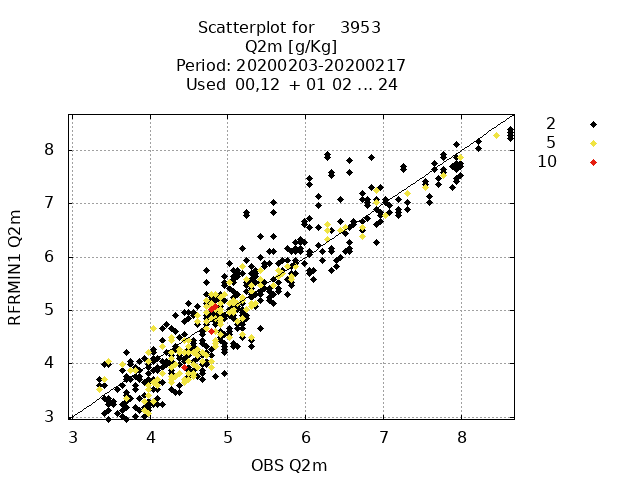 Scatterplot for 3953
Q2m [g/Kg]
Period: 20200203-20200217
Used 00,12 + 01 02 ... 24
2
5
10
8
7
6
5
4
3
RFRMIN1 Q2m
3 4 5 6 7 8
OBS Q2m